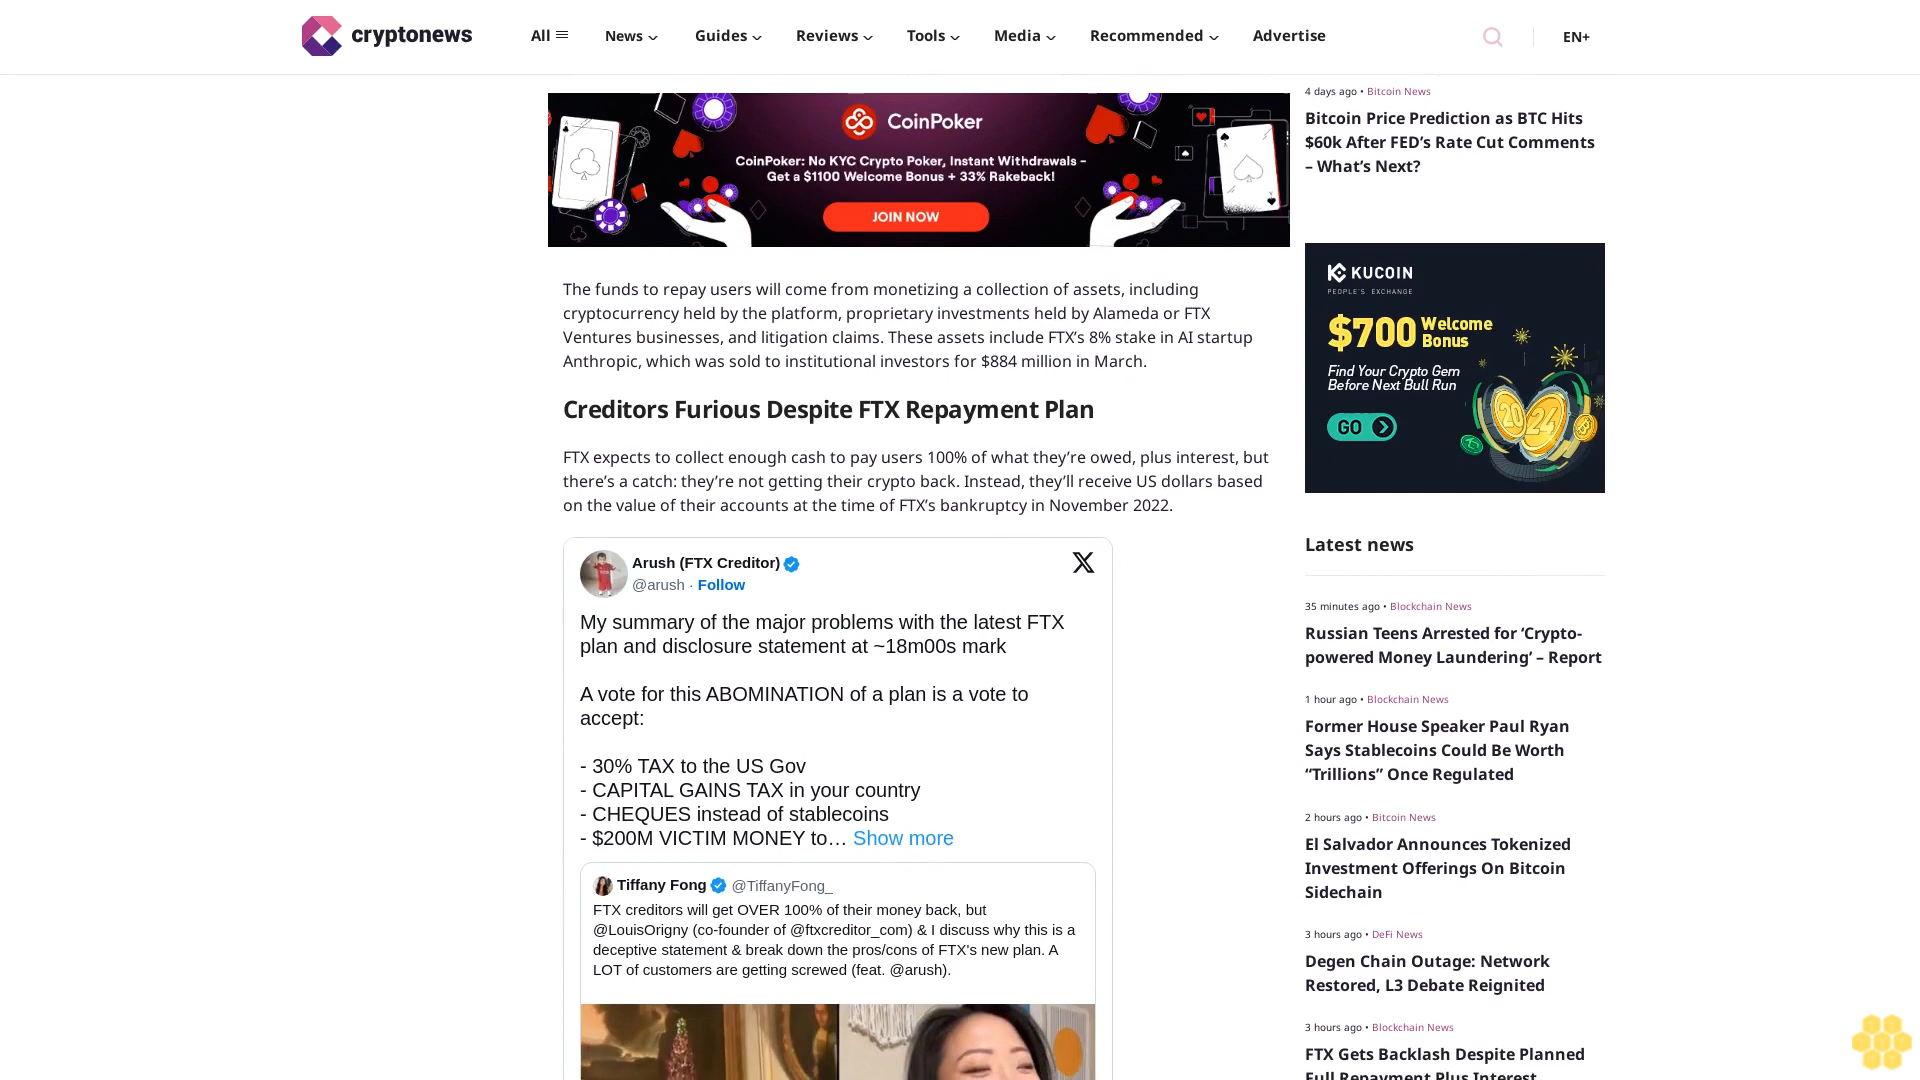 cryptonews
All
News
Guides
Reviews
Tools
Media
Recommended
Advertise
EN+
CoinPoker
CoinPoker: No KYC Crypto Poker, Instant Withdrawals –
Get a $1100 Welcome Bonus + 33% Rakeback!
JOIN NOW
The funds to repay users will come from monetizing a collection of assets, including
cryptocurrency held by the platform, proprietary investments held by Alameda or FTX
Ventures businesses, and litigation claims. These assets include FTX’s 8% stake in AI startup
Anthropic, which was sold to institutional investors for $884 million in March.
Creditors Furious Despite FTX Repayment Plan
FTX expects to collect enough cash to pay users 100% of what they’re owed, plus interest, but
there’s a catch: they’re not getting their crypto back. Instead, they’ll receive US dollars based
on the value of their accounts at the time of FTX’s bankruptcy in November 2022.
Arush (FTX Creditor)
@arush · Follow
My summary of the major problems with the latest FTX
plan and disclosure statement at ~18m00s mark
A vote for this ABOMINATION of a plan is a vote to
accept:
- 30% TAX to the US Gov
- CAPITAL GAINS TAX in your country
- CHEQUES instead of stablecoins
- $200M VICTIM MONEY to… Show more
Tiffany Fong @TiffanyFong_
FTX creditors will get OVER 100% of their money back, but
@LouisOrigny (co-founder of @ftxcreditor_com) & I discuss why this is a
deceptive statement & break down the pros/cons of FTX's new plan. A
LOT of customers are getting screwed (feat. @arush).
4 days ago • Bitcoin News
Bitcoin Price Prediction as BTC Hits
$60k After FED’s Rate Cut Comments
– What’s Next?
KUCOIN
PEOPLE'S EXCHANGE
$700 Welcome
Bonus
Find Your Crypto Gem
Before Next Bull Run
GO
20 24
Latest news
35 minutes ago • Blockchain News
Russian Teens Arrested for ‘Crypto-
powered Money Laundering’ – Report
1 hour ago • Blockchain News
Former House Speaker Paul Ryan
Says Stablecoins Could Be Worth
“Trillions” Once Regulated
2 hours ago • Bitcoin News
El Salvador Announces Tokenized
Investment Offerings On Bitcoin
Sidechain
3 hours ago • DeFi News
Degen Chain Outage: Network
Restored, L3 Debate Reignited
3 hours ago • Blockchain News
FTX Gets Backlash Despite Planned
Full Repayment Plus Interest